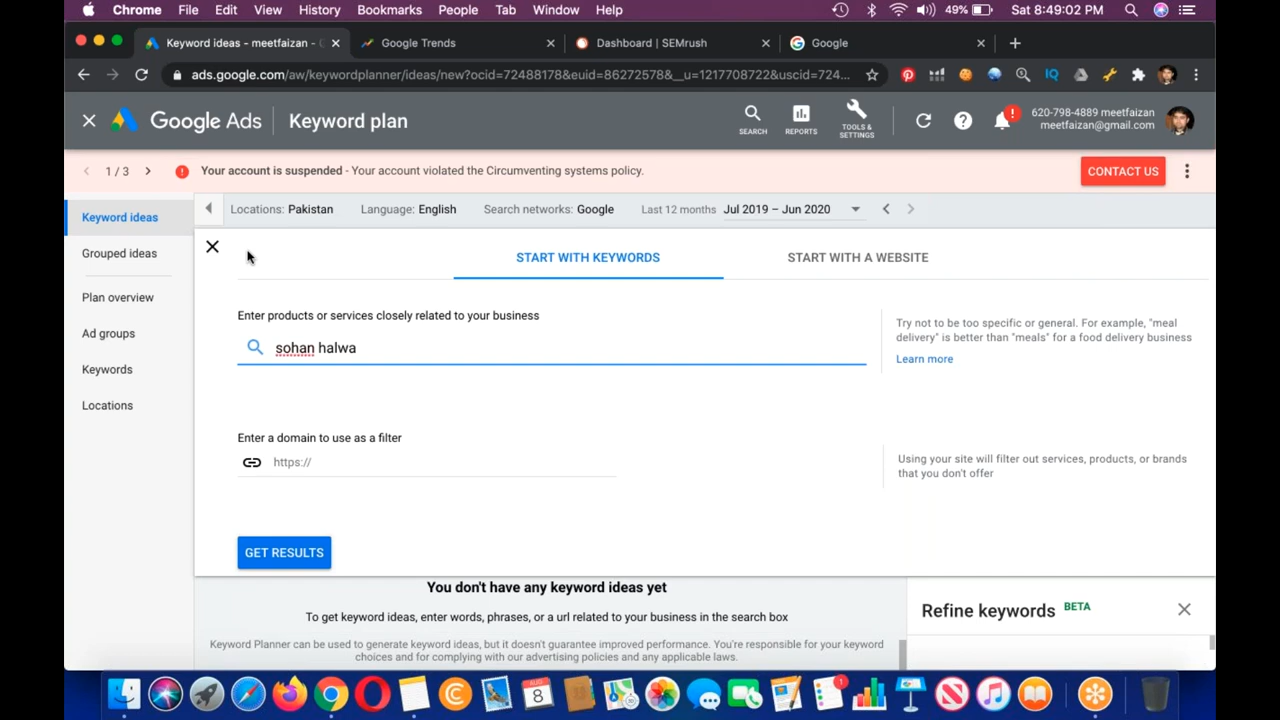 Chrome File Edit View History Bookmarks People Tab Window Help 49% Sat 8:49:02 PM
Keyword ideas - meetfaizan - Google Trends Dashboard | SEMrush Google
ads.google.com/aw/keywordplanner/ideas/new?ocid=72488178&euid=86272578&__u=1217708722&uscid=724... IQ
Google Ads Keyword plan SEARCH REPORTS TOOLS & SETTINGS ! 620-798-4889 meetfaizan
meetfaizan@gmail.com
1 / 3 Your account is suspended - Your account violated the Circumventing systems policy. CONTACT US
Locations: Pakistan Language: English Search networks: Google Last 12 months Jul 2019 – Jun 2020
Keyword ideas
Grouped ideas
Plan overview
Ad groups
Keywords
Locations
START WITH KEYWORDS START WITH A WEBSITE
Enter products or services closely related to your business
sohan halwa
Try not to be too specific or general. For example, "meal
delivery" is better than "meals" for a food delivery business
Learn more
Enter a domain to use as a filter
https://
Using your site will filter out services, products, or brands
that you don't offer
GET RESULTS
You don't have any keyword ideas yet
To get keyword ideas, enter words, phrases, or a url related to your business in the search box
Keyword Planner can be used to generate keyword ideas, but it doesn't guarantee improved performance. You're responsible for your keyword
choices and for complying with our advertising policies and any applicable laws.
Refine keywords BETA
AUG
8
1